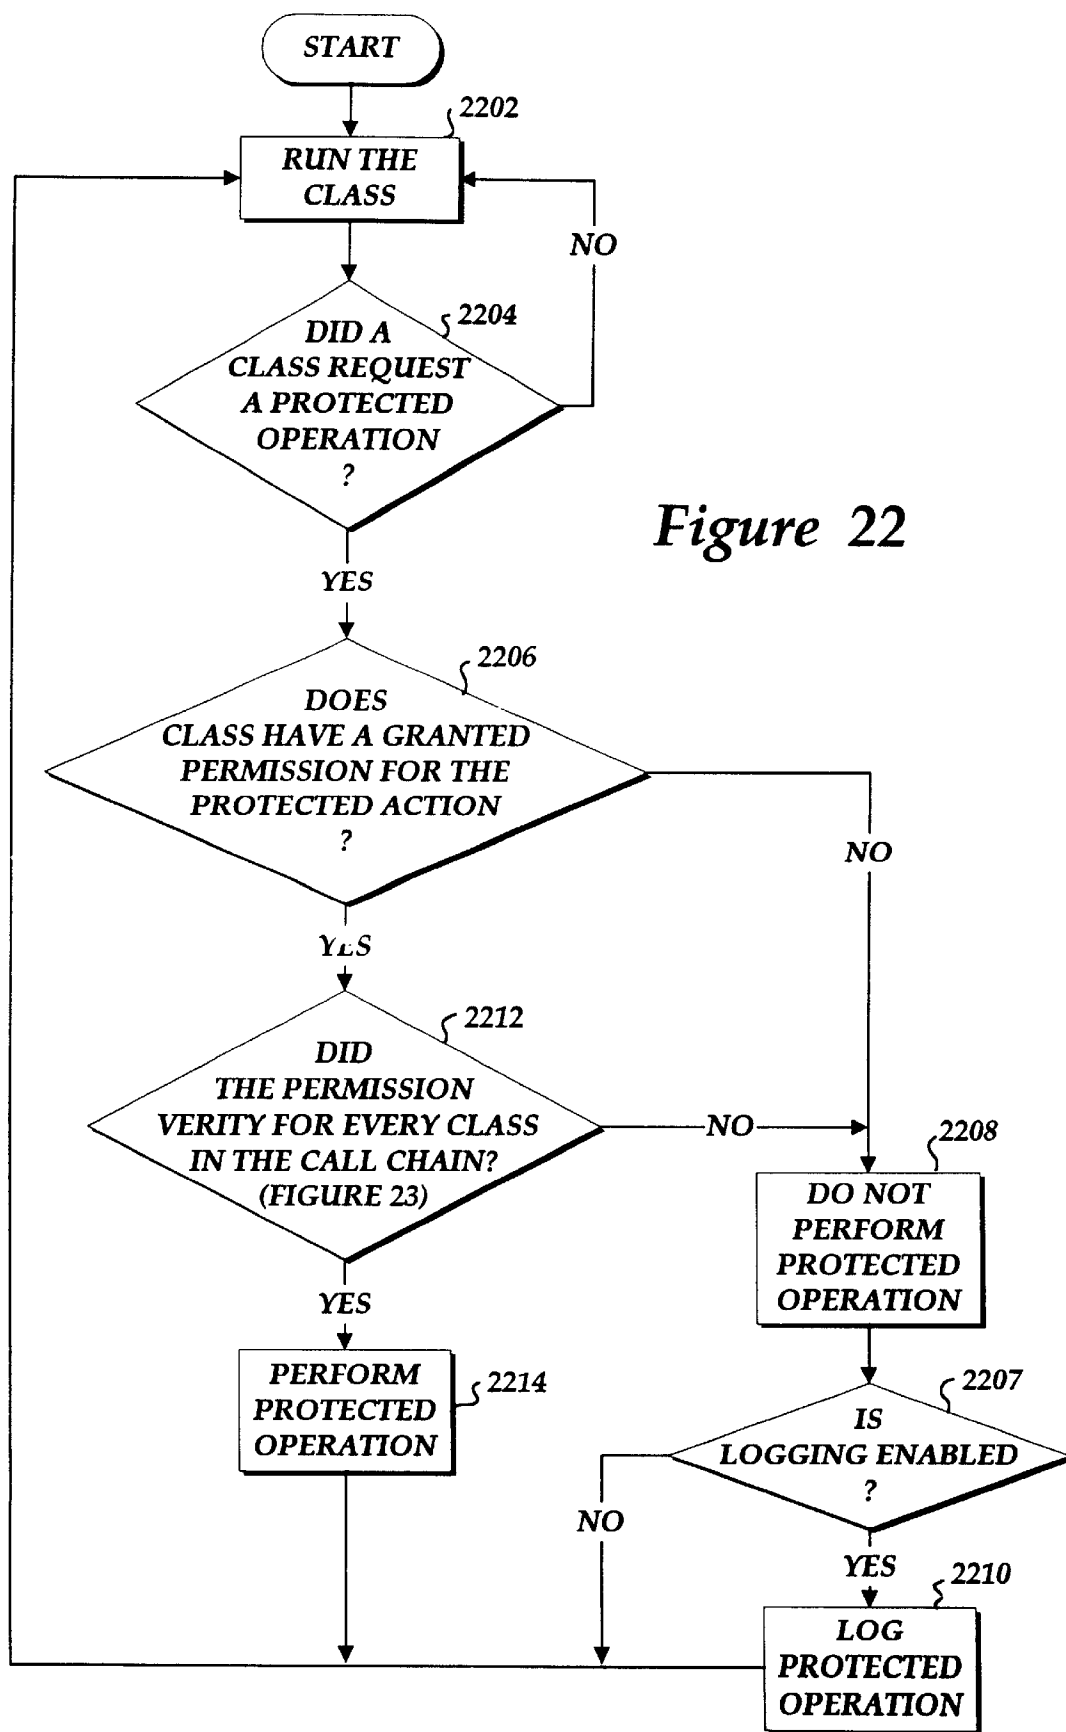 START
2202
RUN THE
CLASS
NO
2204
DID A
CLASS REQUEST
A PROTECTED
OPERATION
?
Figure 22
YES
2206
DOES
CLASS HAVE A GRANTED
PERMISSION FOR THE
PROTECTED ACTION
?
NO
YES
2212
DID
THE PERMISSION
VERITY FOR EVERY CLASS
IN THE CALL CHAIN?
(FIGURE 23)
NO
2208
DO NOT
PERFORM
PROTECTED
OPERATION
YES
PERFORM
PROTECTED
OPERATION
2214
2207
IS
LOGGING ENABLED
?
NO
YES
2210
LOG
PROTECTED
OPERATION